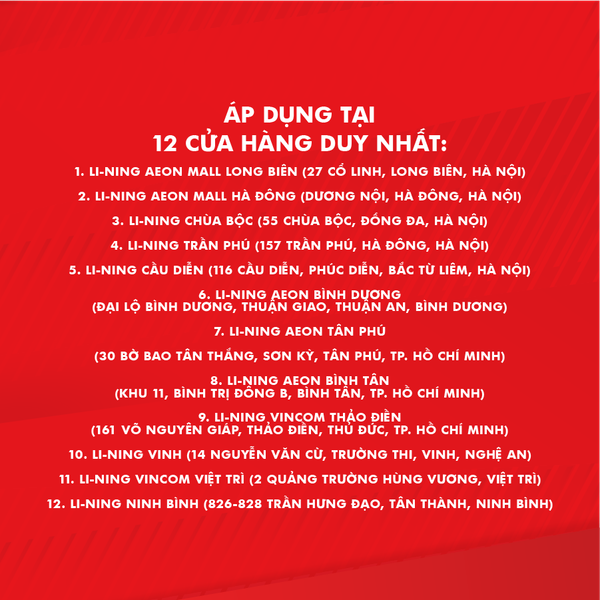 ÁP DỤNG TẠI
12 CỬA HÀNG DUY NHẤT:
1. LI-NING AEON MALL LONG BIÊN (27 CỔ LINH, LONG BIÊN, HÀ NỘI)
2. LI-NING AEON MALL HÀ ĐÔNG (DƯƠNG NỘI, HÀ ĐÔNG, HÀ NỘI)
3. LI-NING CHÙA BỘC (55 CHÙA BỘC, ĐỐNG ĐA, HÀ NỘI)
4. LI-NING TRẦN PHÚ (157 TRẦN PHÚ, HÀ ĐÔNG, HÀ NỘI)
5. LI-NING CẦU DIỄN (116 CẦU DIỄN, PHÚC DIỄN, BẮC TỪ LIÊM, HÀ NỘI)
6. LI-NING AEON BÌNH DƯƠNG
(ĐẠI LỘ BÌNH DƯƠNG, THUẬN GIAO, THUẬN AN, BÌNH DƯƠNG)
7. LI-NING AEON TÂN PHÚ
(30 BỜ BAO TÂN THẮNG, SƠN KỲ, TÂN PHÚ, TP. HỒ CHÍ MINH)
8. LI-NING AEON BÌNH TÂN
(KHU 11, BÌNH TRỊ ĐÔNG B, BÌNH TÂN, TP. HỒ CHÍ MINH)
9. LI-NING VINCOM THẢO ĐIỀN
(161 VÕ NGUYÊN GIÁP, THẢO ĐIỀN, THỦ ĐỨC, TP. HỒ CHÍ MINH)
10. LI-NING VINH (14 NGUYỄN VĂN CỪ, TRƯỜNG THI, VINH, NGHỆ AN)
11. LI-NING VINCOM VIỆT TRÌ (2 QUẢNG TRƯỜNG HÙNG VƯƠNG, VIỆT TRÌ)
12. LI-NING NINH BÌNH (826-828 TRẦN HƯNG ĐẠO, TÂN THÀNH, NINH BÌNH)